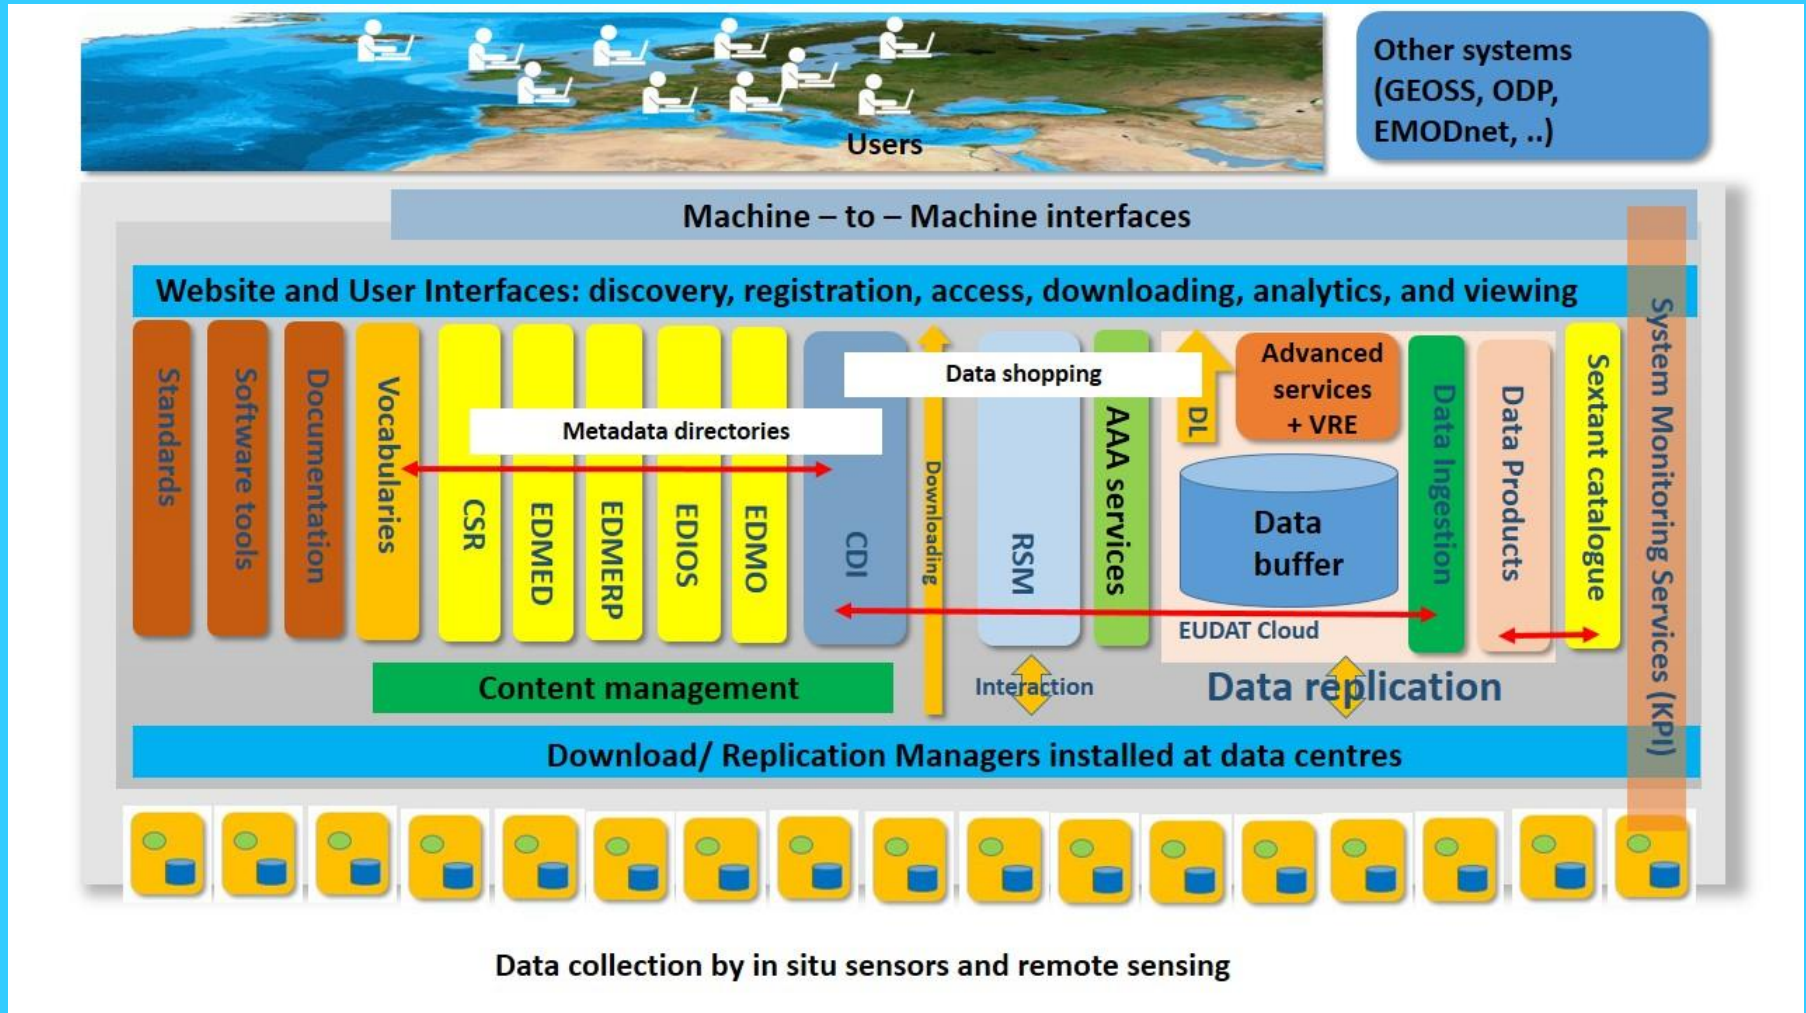 Users
Other systems
(GEOSS, ODP,
EMODnet, ..)
Machine – to – Machine interfaces
Website and User Interfaces: discovery, registration, access, downloading, analytics, and viewing
Standards
Software tools
Documentation
Vocabularies
CSR
EDMED
EDMERP
EDIOS
EDMO
Metadata directories
CDI
Downloading
Data shopping
RSM
AAA services
DL
Advanced
services
+ VRE
Data
buffer
EUDAT Cloud
Data Ingestion
Data Products
Sextant catalogue
System Monitoring Services (KPI)
Content management
Interaction
Data replication
Download/ Replication Managers installed at data centres
Data collection by in situ sensors and remote sensing